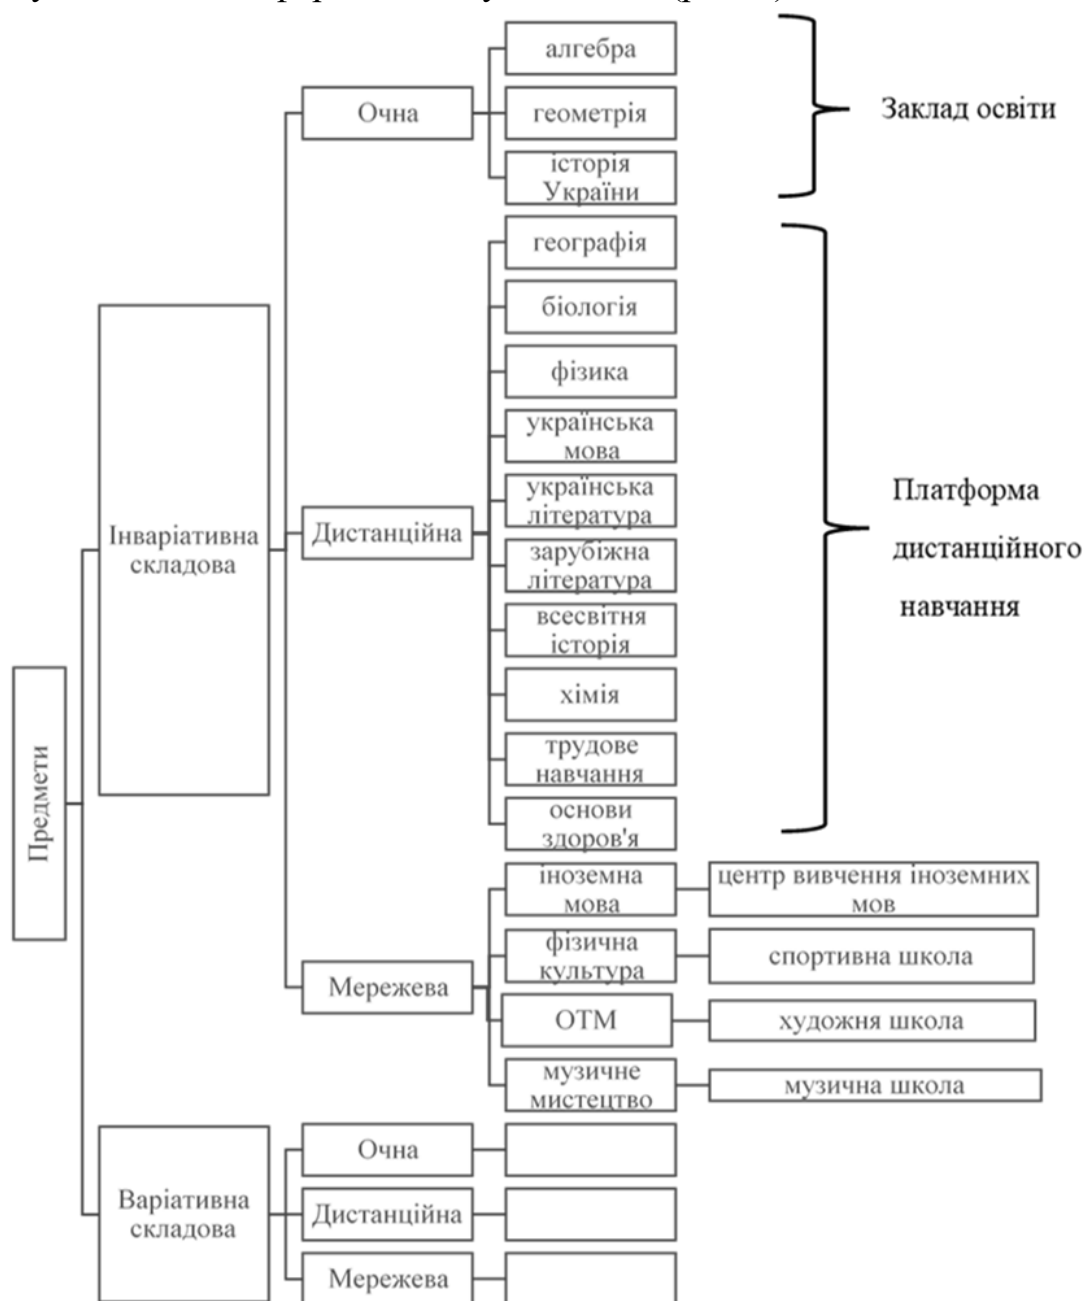 алгебра
Очна
геометрія
Заклад освіти
історія
України
географія
біологія
фізика
українська
мова
українська
література
Інваріативна
складова
Дистанційна
зарубіжна
література
всесвітня
історія
хімія
трудове
навчання
основи
здоров'я
Платформа
дистанційного
навчання
Предмети
іноземна
мова
центр вивчення іноземних
мов
фізична
культура
спортивна школа
Мережева
ОТМ
художня школа
музичне
мистецтво
музична школа
Варіативна
складова
Очна
Дистанційна
Мережева